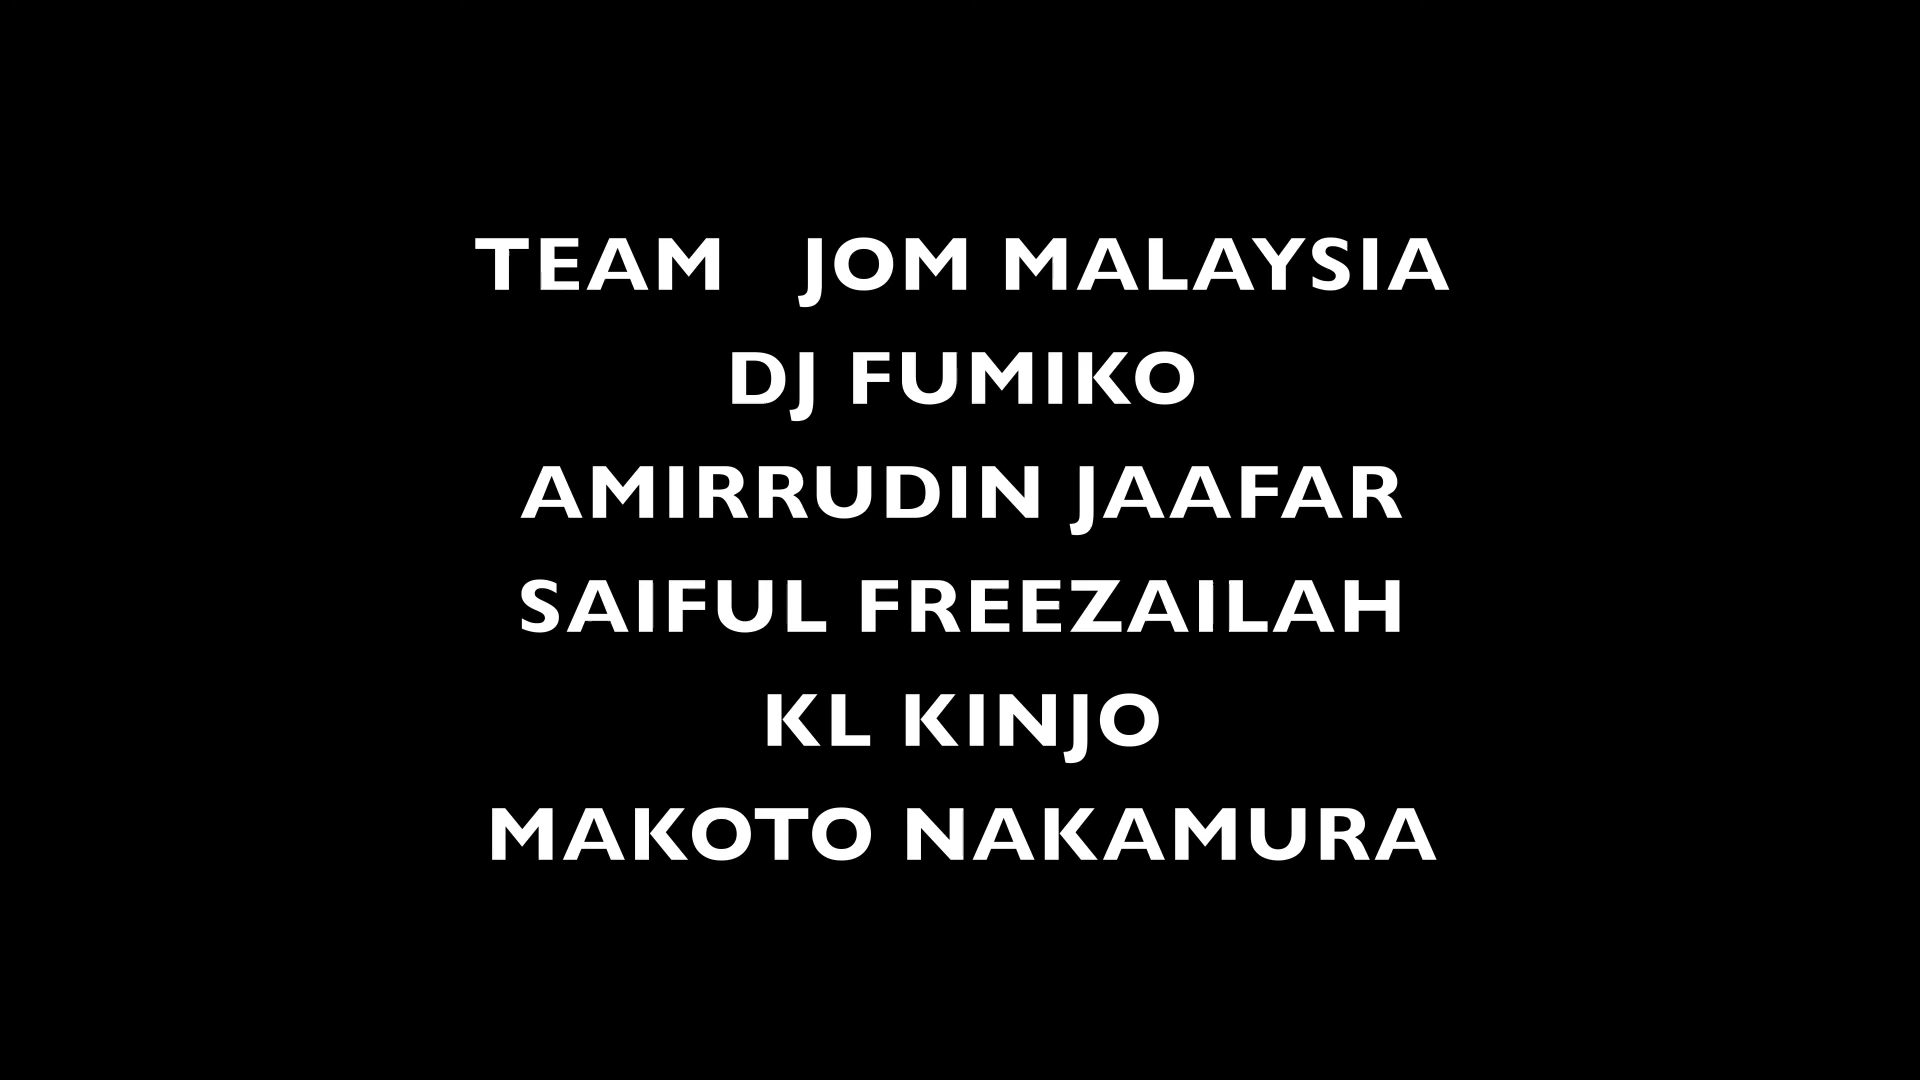 TEAM   JOM MALAYSIA
DJ FUMIKO
AMIRRUDIN JAAFAR
SAIFUL FREEZAILAH
KL KINJO
MAKOTO NAKAMURA